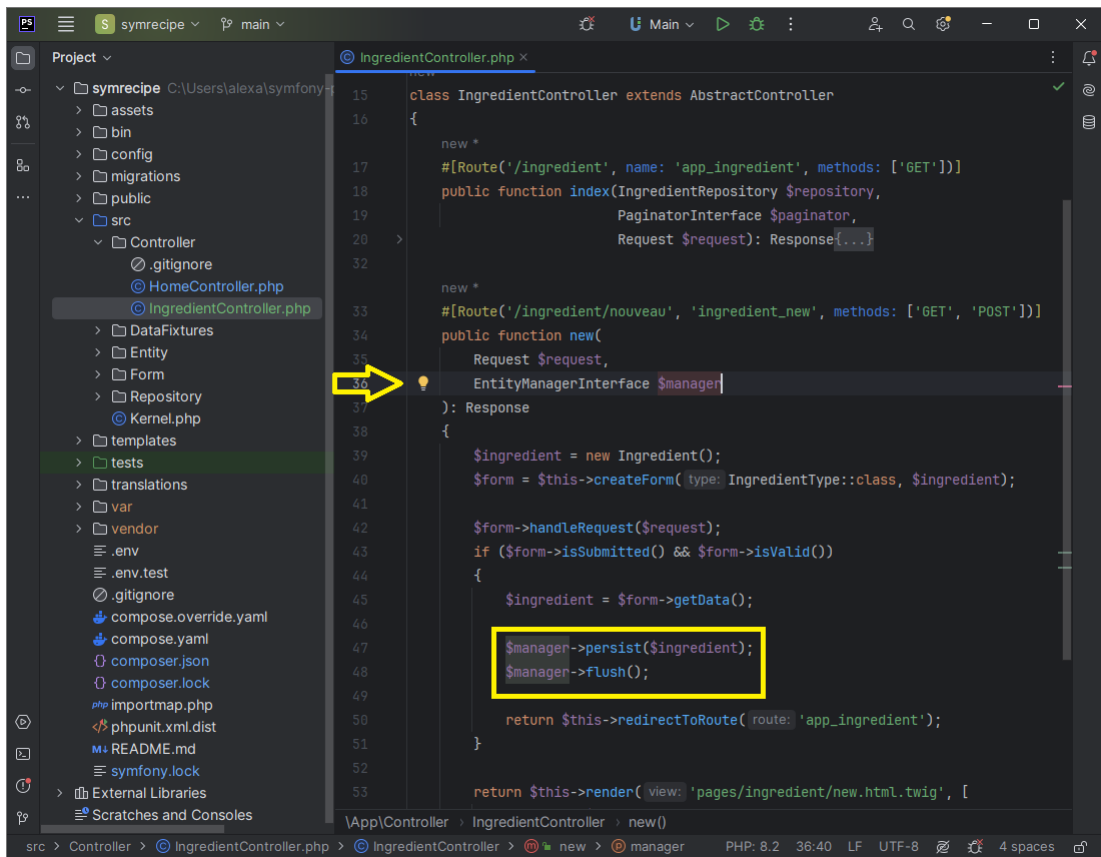 PS
S symrecipe main Main
Project
IngredientController.php
symrecipe C:\Users\alexa\symfony-
assets
bin
config
migrations
public
src
Controller
.gitignore
HomeController.php
IngredientController.php
DataFixtures
Entity
Form
Repository
Kernel.php
templates
tests
translations
var
vendor
.env
.env.test
.gitignore
compose.override.yaml
compose.yaml
{} composer.json
{} composer.lock
php importmap.php
phpunit.xml.dist
M↓ README.md
symfony.lock
External Libraries
Scratches and Consoles
new
15 class IngredientController extends AbstractController
16 {
new *
17 #[Route('/ingredient', name: 'app_ingredient', methods: ['GET'])]
18 public function index(IngredientRepository $repository,
19 PaginatorInterface $paginator,
20 Request $request): Response{...}
32
new *
33 #[Route('/ingredient/nouveau', 'ingredient_new', methods: ['GET', 'POST'])]
34 public function new(
35 Request $request,
36 EntityManagerInterface $manager
37 ): Response
38 {
39 $ingredient = new Ingredient();
40 $form = $this->createForm( type: IngredientType::class, $ingredient);
41
42 $form->handleRequest($request);
43 if ($form->isSubmitted() && $form->isValid())
44 {
45 $ingredient = $form->getData();
46
47 $manager->persist($ingredient);
48 $manager->flush();
49
50 return $this->redirectToRoute( route: 'app_ingredient');
51 }
52
53 return $this->render( view: 'pages/ingredient/new.html.twig', [
\App\Controller › IngredientController › new()
src › Controller › IngredientController.php › IngredientController › m new › p manager PHP: 8.2 36:40 LF UTF-8 4 spaces